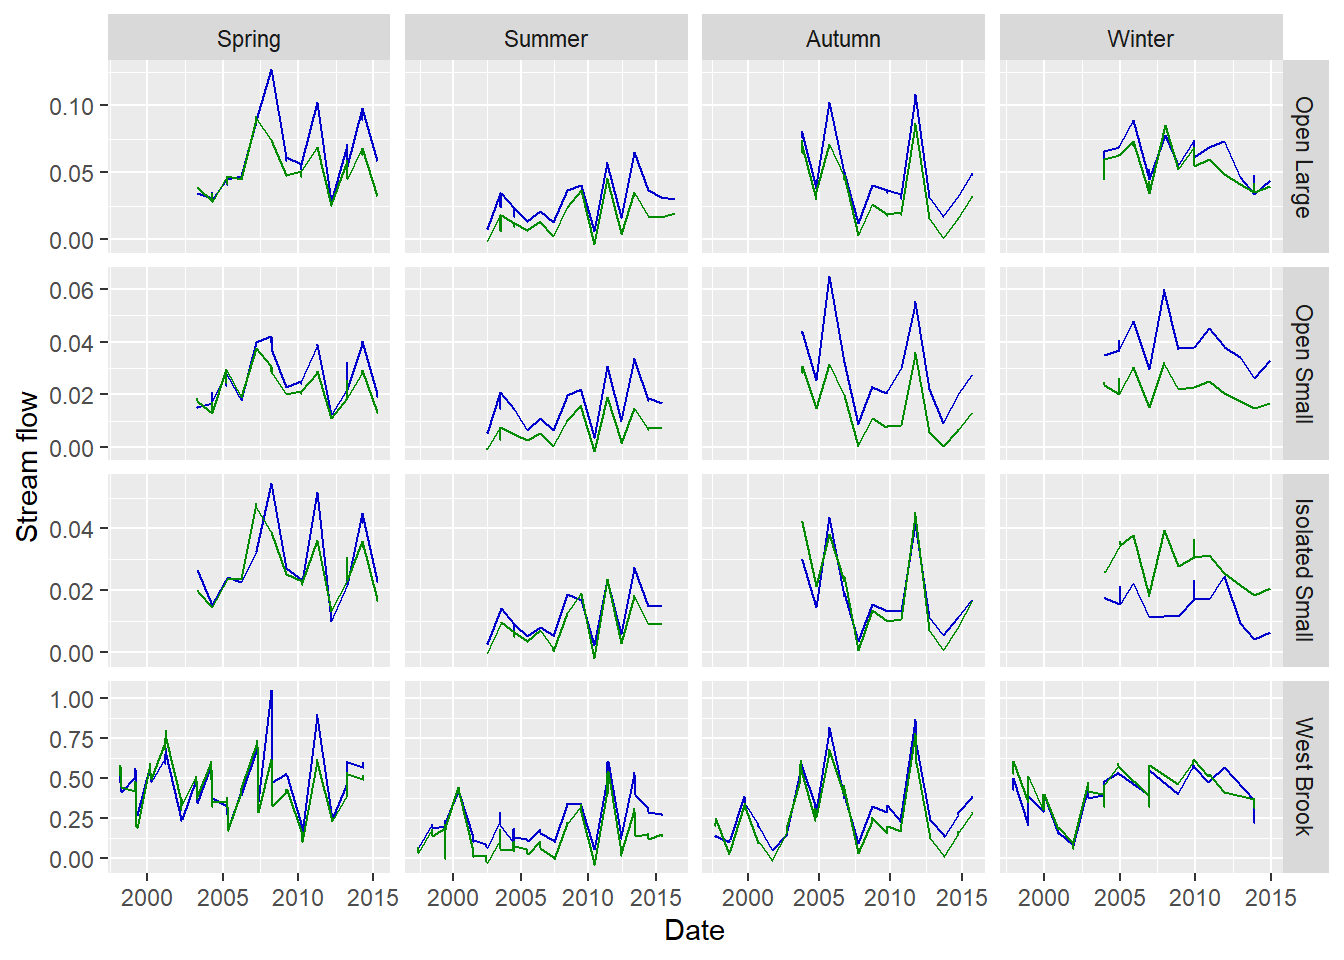 Spring Summer Autumn Winter
Stream flow
0.10
0.05
0.00
Open Large
0.06
0.04
0.02
0.00
Open Small
0.04
0.02
0.00
Isolated Small
1.00
0.75
0.50
0.25
0.00
West Brook
2000 2005 2010 2015 2000 2005 2010 2015 2000 2005 2010 2015 2000 2005 2010 2015
Date